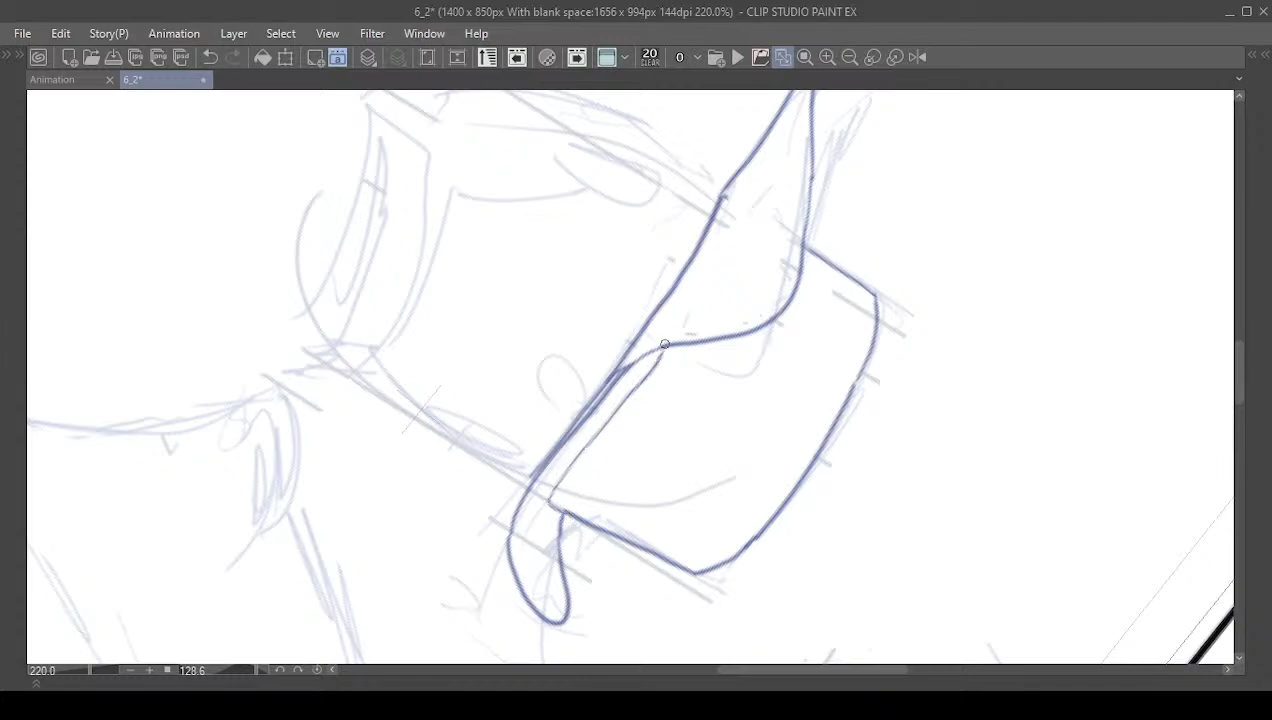 6_2* (1400 x 850px With blank space:1656 x 994px 144dpi 220.0%) - CLIP STUDIO PAINT EX
File Edit Story(P) Animation Layer Select View Filter Window Help
20 CLEAR 0
Animation 6_2*
220.0 128.6